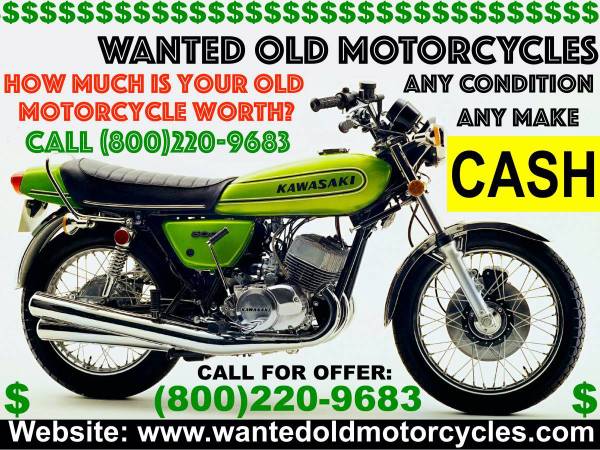 $$$$$$$$$$$$$$$$$$$$$$$$$$$$$$$$$$$$
WANTED OLD MOTORCYCLES
HOW MUCH IS YOUR OLD
MOTORCYCLE WORTH?
CALL (800)220-9683
ANY CONDITION
ANY MAKE
CASH
KAWASAKI
KAWASAKI
CALL FOR OFFER:
$ (800)220-9683 $
Website: www.wantedoldmotorcycles.com